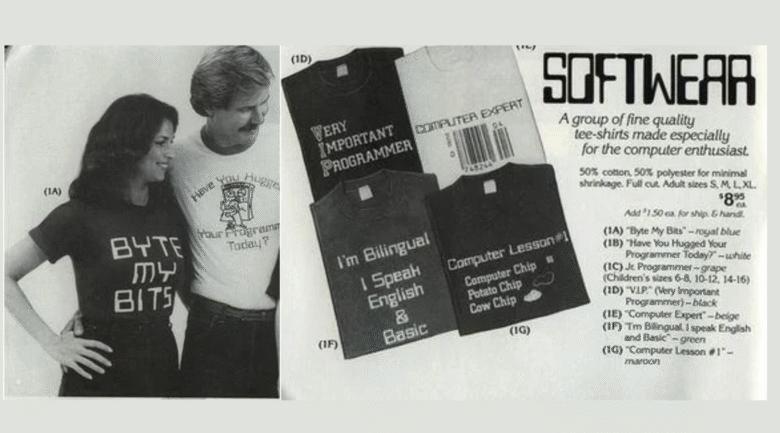 (1A)
BYTE
MY
BITS
Have You Hugged
Your Programmer
Today?
(1D)
VERY
IMPORTANT
PROGRAMMER
COMPUTER EXPERT
I'm Bilingual
I Speak
English
&
Basic
(1F)
Computer Lesson #1
Computer Chip
Potato Chip
Cow Chip
(1G)
SOFTWEAR
A group of fine quality
tee-shirts made especially
for the computer enthusiast.
50% cotton, 50% polyester for minimal
shrinkage. Full cut. Adult sizes S, M, L, XL.
$8.95
ea.
Add $1.50 ea. for ship. & handl.
(1A) "Byte My Bits" – royal blue
(1B) "Have You Hugged Your
Programmer Today?" – white
(1C) Jr. Programmer – grape
(Children's sizes 6-8, 10-12, 14-16)
(1D) "V.I.P." (Very Important
Programmer) – black
(1E) "Computer Expert" – beige
(1F) "I'm Bilingual, I speak English
and Basic" – green
(1G) "Computer Lesson #1" –
maroon